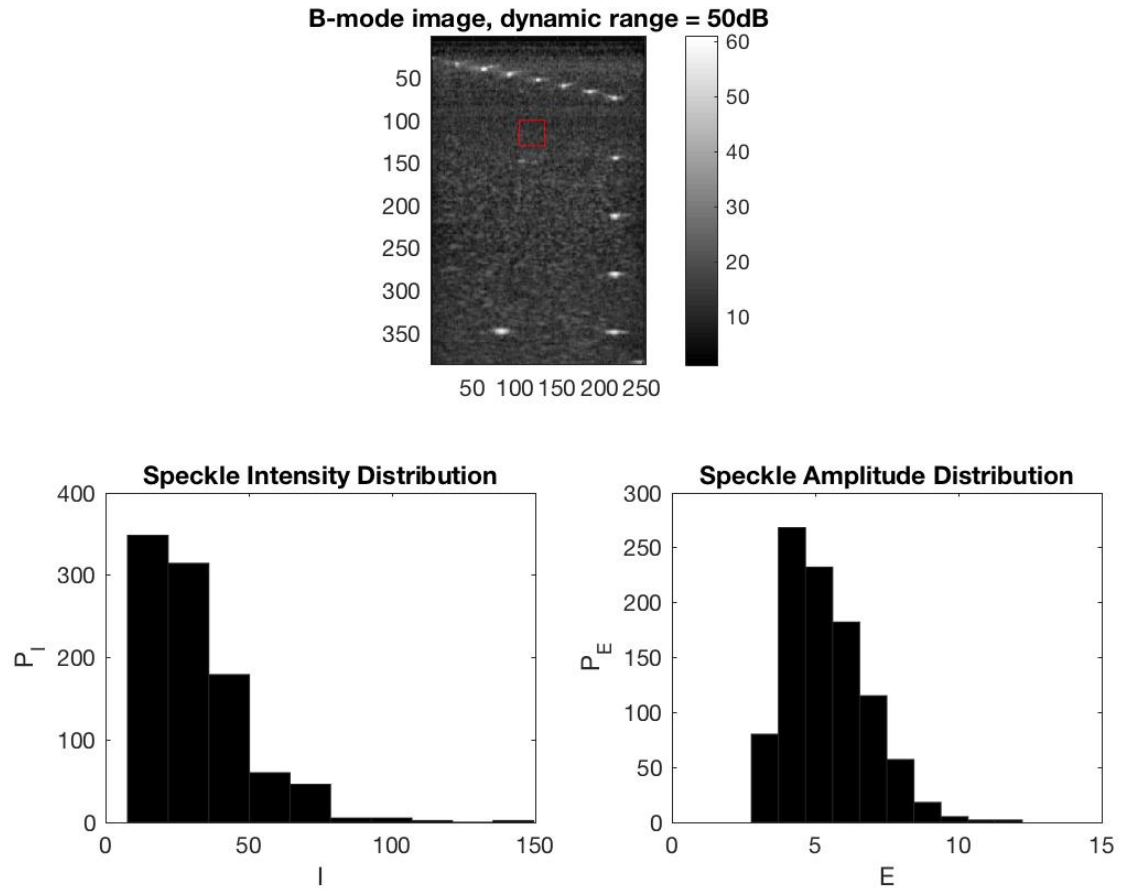 B-mode image, dynamic range = 50dB
50
100
150
200
250
300
350
50 100 150 200 250
60
50
40
30
20
10
Speckle Intensity Distribution
400
300
200
100
0
P_I
0 50 100 150
I
Speckle Amplitude Distribution
300
250
200
150
100
50
0
P_E
0 5 10 15
E